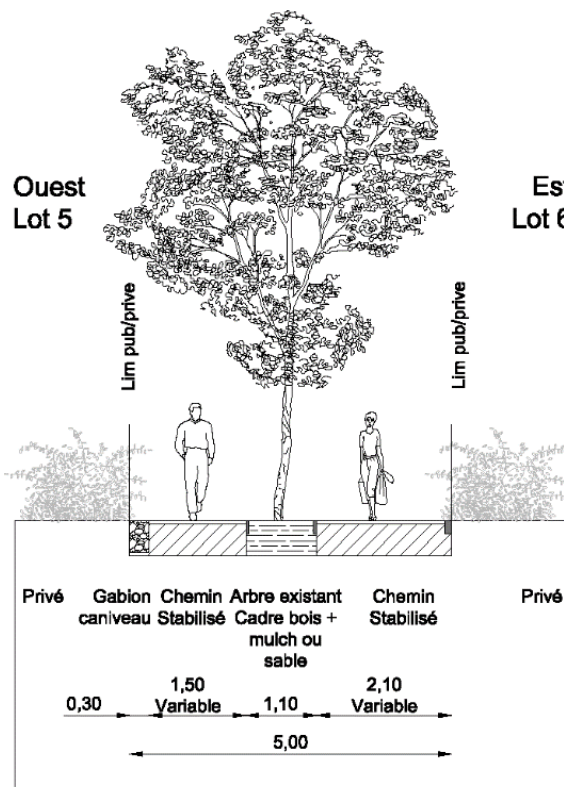 Ouest
Lot 5
Est
Lot 6
Lim pub/prive
Lim pub/prive
Privé
Gabion
caniveau
Chemin
Stabilisé
Arbre existant
Cadre bois +
mulch ou
sable
Chemin
Stabilisé
Privé
0,30
1,50
Variable
1,10
2,10
Variable
5,00